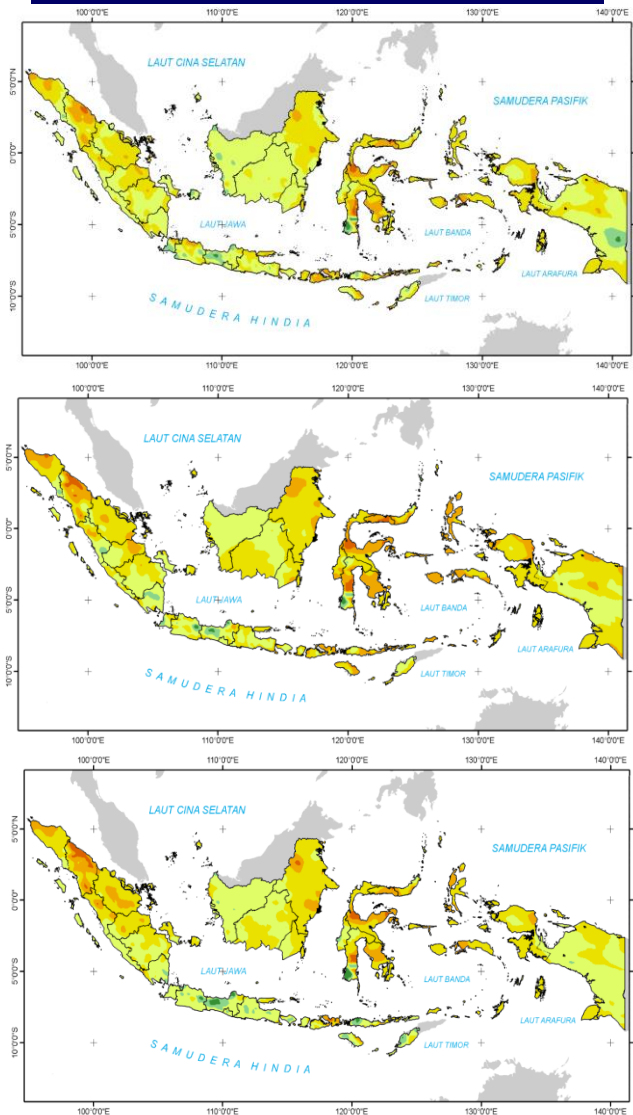 100°0'0"E 110°0'0"E 120°0'0"E 130°0'0"E 140°0'0"E
LAUT CINA SELATAN
5°0'0"N
SAMUDERA PASIFIK
0°0'0"
LAUT JAWA
5°0'0"S
LAUT BANDA
LAUT ARAFURA
10°0'0"S
LAUT TIMOR
SAMUDERA HINDIA
100°0'0"E 110°0'0"E 120°0'0"E 130°0'0"E 140°0'0"E
100°0'0"E 110°0'0"E 120°0'0"E 130°0'0"E 140°0'0"E
LAUT CINA SELATAN
5°0'0"N
SAMUDERA PASIFIK
0°0'0"
LAUT JAWA
5°0'0"S
LAUT BANDA
LAUT ARAFURA
10°0'0"S
LAUT TIMOR
SAMUDERA HINDIA
100°0'0"E 110°0'0"E 120°0'0"E 130°0'0"E 140°0'0"E
LAUT CINA SELATAN
5°0'0"N
SAMUDERA PASIFIK
0°0'0"
LAUT JAWA
5°0'0"S
LAUT BANDA
LAUT ARAFURA
10°0'0"S
LAUT TIMOR
SAMUDERA HINDIA